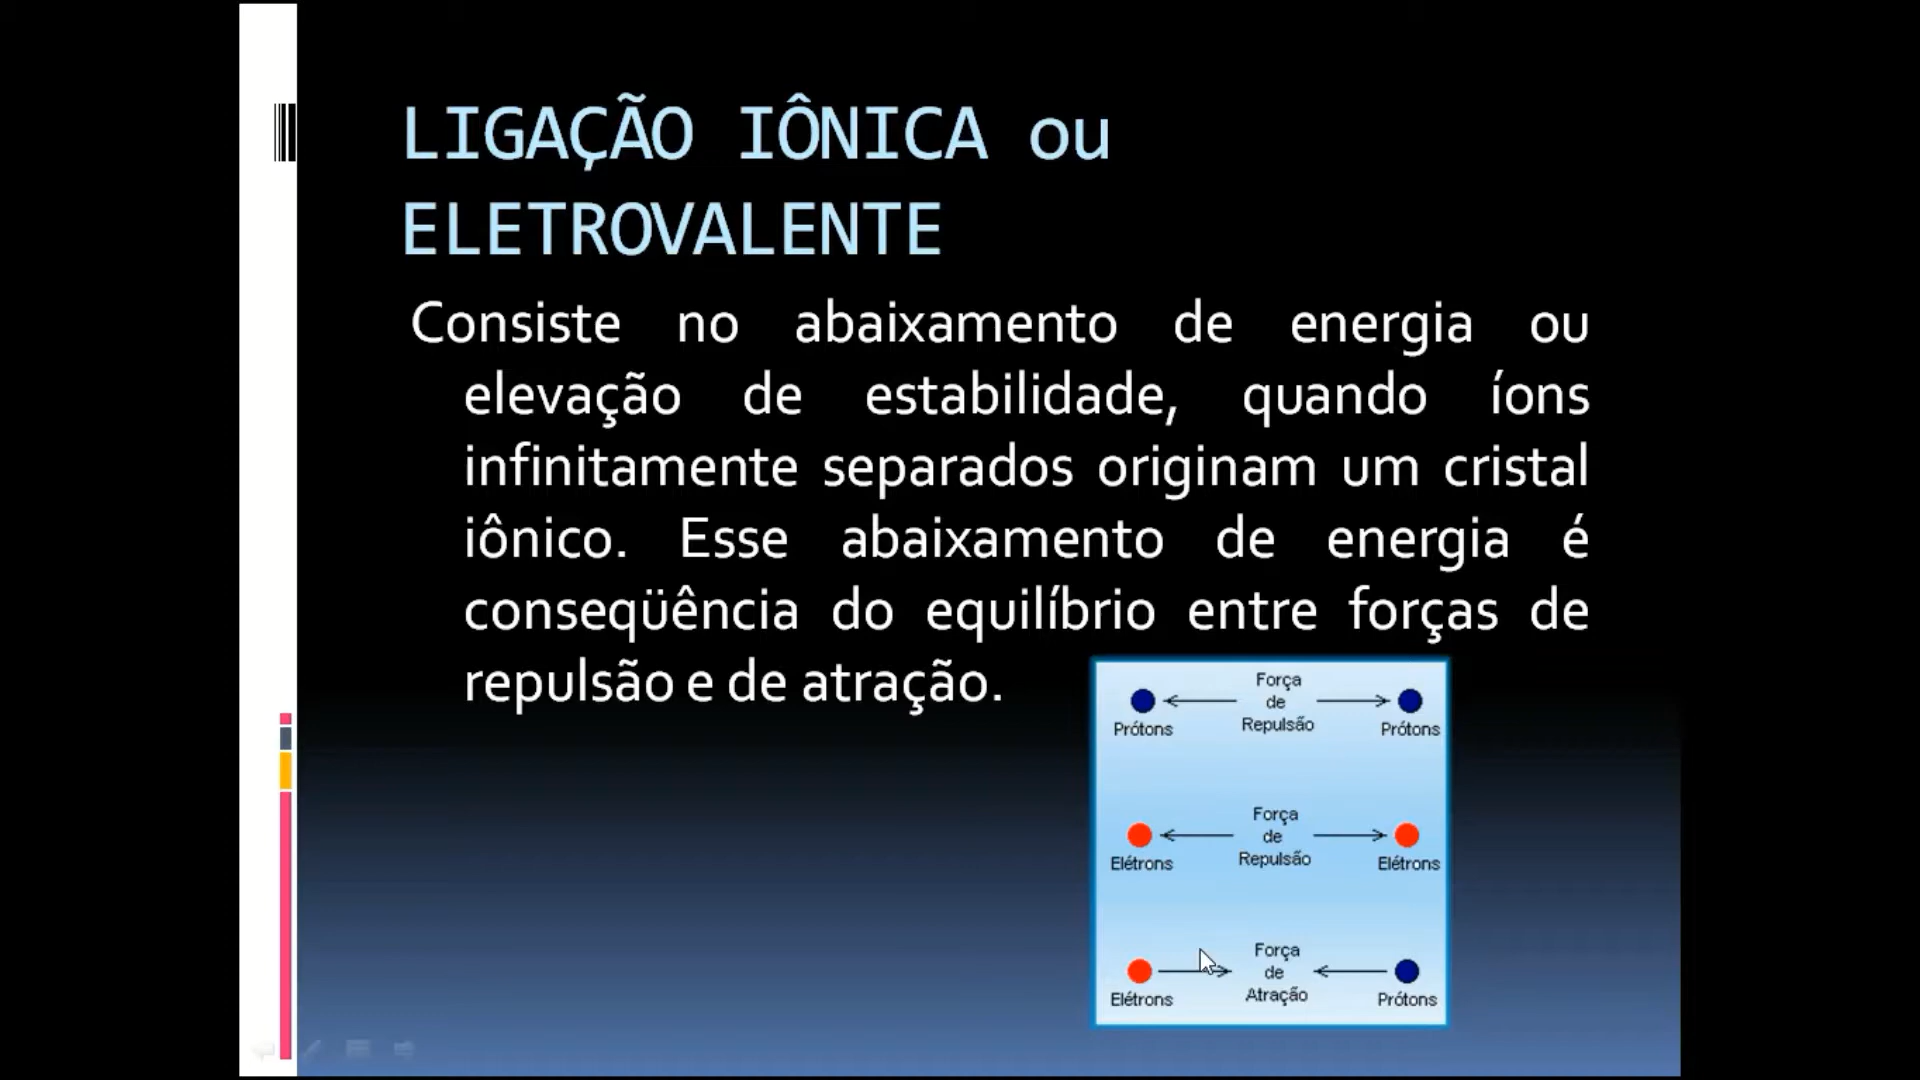 LIGAÇÃO IÔNICA ou
ELETROVALENTE
Consiste no abaixamento de energia ou
elevação de estabilidade, quando íons
infinitamente separados originam um cristal
iônico. Esse abaixamento de energia é
conseqüência do equilíbrio entre forças de
repulsão e de atração.
Força
de
Repulsão
Prótons
Prótons
Força
de
Repulsão
Elétrons
Elétrons
Força
de
Atração
Elétrons
Prótons